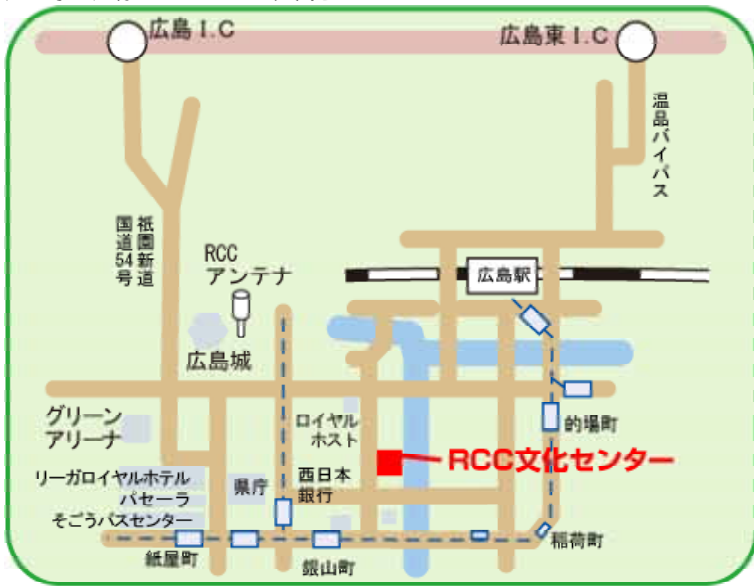 広島I.C
広島東I.C
温品バイパス
祇園新道
国道54号
RCC
アンテナ
広島駅
広島城
グリーン
アリーナ
ロイヤル
ホスト
的場町
RCC文化センター
リーガロイヤルホテル
パセーラ
そごうバスセンター
県庁
西日本
銀行
稲荷町
紙屋町
銀山町